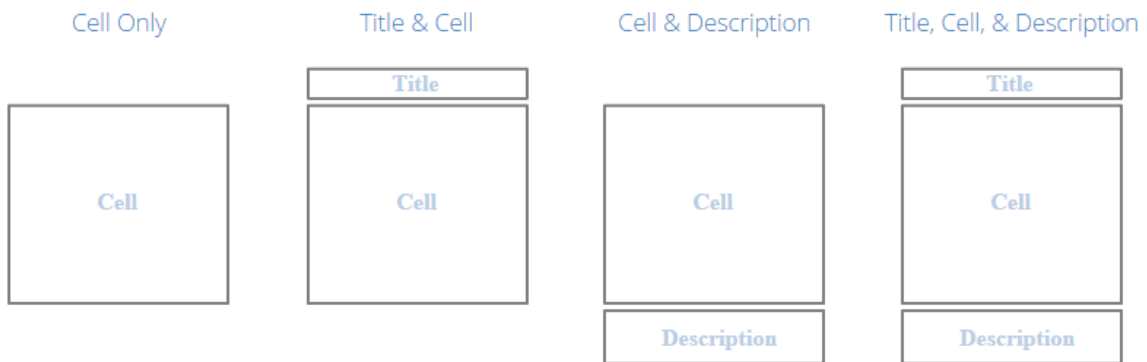 Cell Only
Title & Cell
Cell & Description
Title, Cell, & Description
Title
Title
Cell
Cell
Cell
Cell
Description
Description